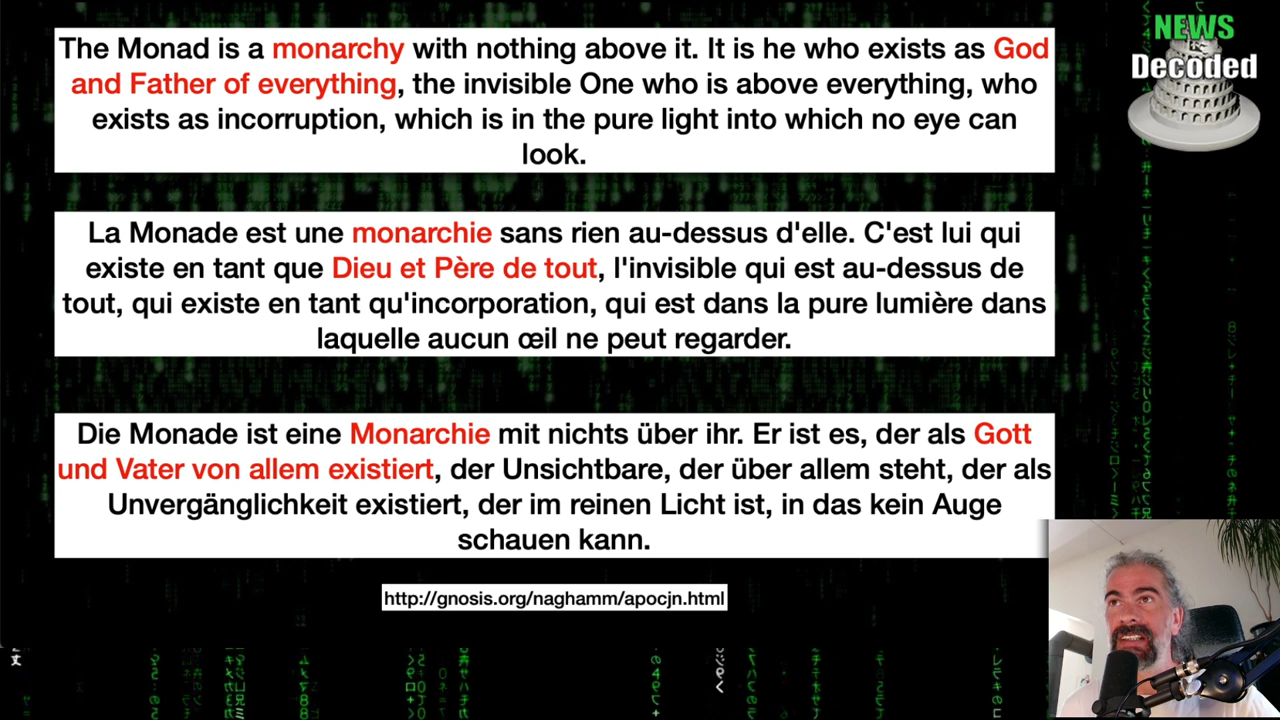 The Monad is a monarchy with nothing above it. It is he who exists as God
and Father of everything, the invisible One who is above everything, who
exists as incorruption, which is in the pure light into which no eye can
look.
NEWS
Decoded
La Monade est une monarchie sans rien au-dessus d'elle. C'est lui qui
existe en tant que Dieu et Père de tout, l'invisible qui est au-dessus de
tout, qui existe en tant qu'incorporation, qui est dans la pure lumière dans
laquelle aucun œil ne peut regarder.
Die Monade ist eine Monarchie mit nichts über ihr. Er ist es, der als Gott
und Vater von allem existiert, der Unsichtbare, der über allem steht, der als
Unvergänglichkeit existiert, der im reinen Licht ist, in das kein Auge
schauen kann.
http://gnosis.org/naghamm/apocjn.html